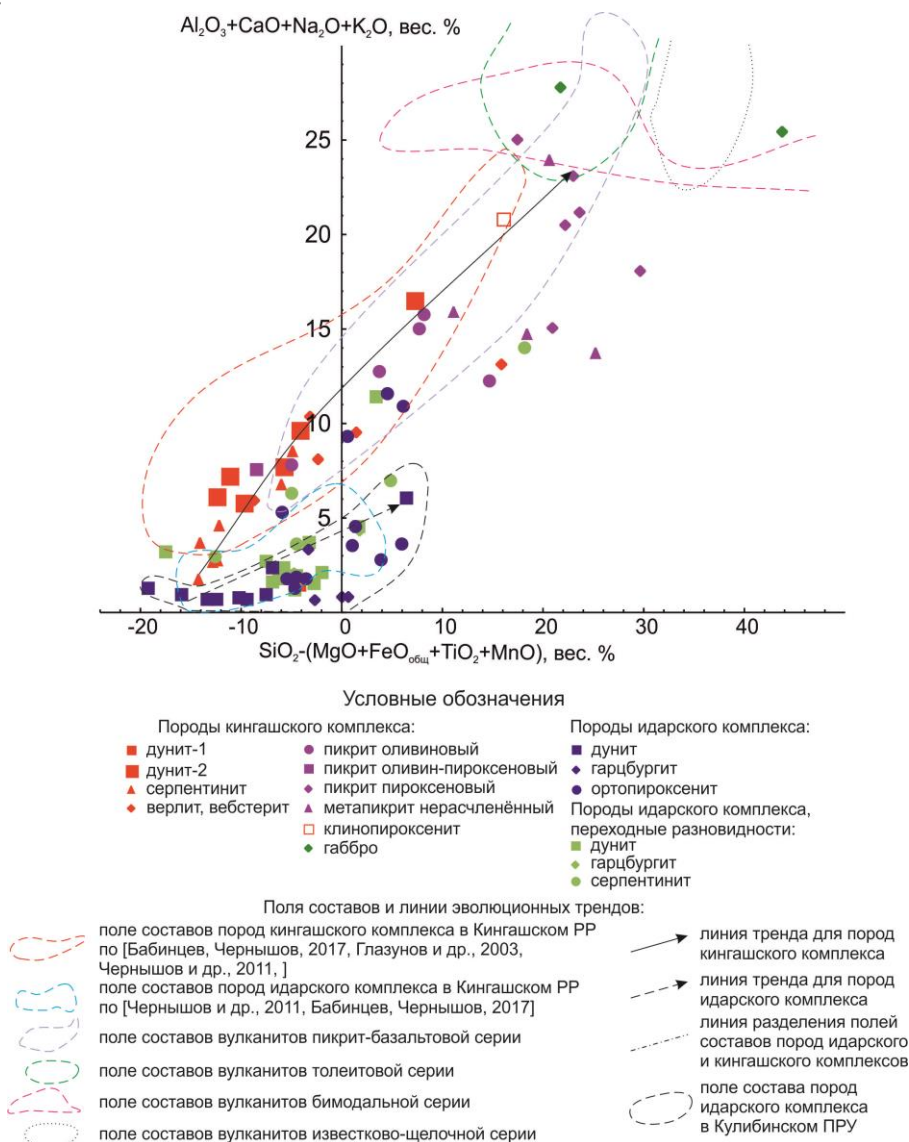 Al₂O₃+CaO+Na₂O+K₂O, вес. %
25
20
15
10
5
-20
-10
0
10
20
30
40
SiO₂-(MgO+FeOобщ+TiO₂+MnO), вес. %
Условные обозначения
Породы кингашского комплекса:
дунит-1
дунит-2
серпентинит
верлит, вебстерит
пикрит оливиновый
пикрит оливин-пироксеновый
пикрит пироксеновый
метапикрит нерасчленённый
клинопироксенит
габбро
Породы идарского комплекса:
дунит
гарцбургит
ортопироксенит
Породы идарского комплекса,
переходные разновидности:
дунит
гарцбургит
серпентинит
Поля составов и линии эволюционных трендов:
поле составов пород кингашского комплекса в Кингашском РР
по [Бабинцев, Чернышов, 2017, Глазунов и др., 2003,
Чернышов и др., 2011, ]
поле составов пород идарского комплекса в Кингашском РР
по [Чернышов и др., 2011, Бабинцев, Чернышов, 2017]
поле составов вулканитов пикрит-базальтовой серии
поле составов вулканитов толеитовой серии
поле составов вулканитов бимодальной серии
поле составов вулканитов известково-щелочной серии
линия тренда для пород
кингашского комплекса
линия тренда для пород
идарского комплекса
линия разделения полей
составов пород идарского
и кингашского комплексов
поле состава пород
идарского комплекса
в Кулибинском ПРУ